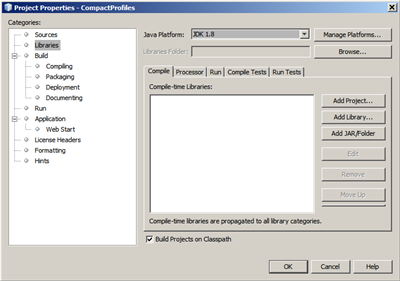 Project Properties - CompactProfiles
Categories:
Sources
Libraries
Build
Compiling
Packaging
Deployment
Documenting
Run
Application
Web Start
License Headers
Formatting
Hints
Java Platform: JDK 1.8 Manage Platforms...
Libraries Folder: Browse...
Compile Processor Run Compile Tests Run Tests
Compile-time Libraries:
Add Project...
Add Library...
Add JAR/Folder
Edit
Remove
Move Up
Compile-time libraries are propagated to all library categories.
Build Projects on Classpath
OK Cancel Help